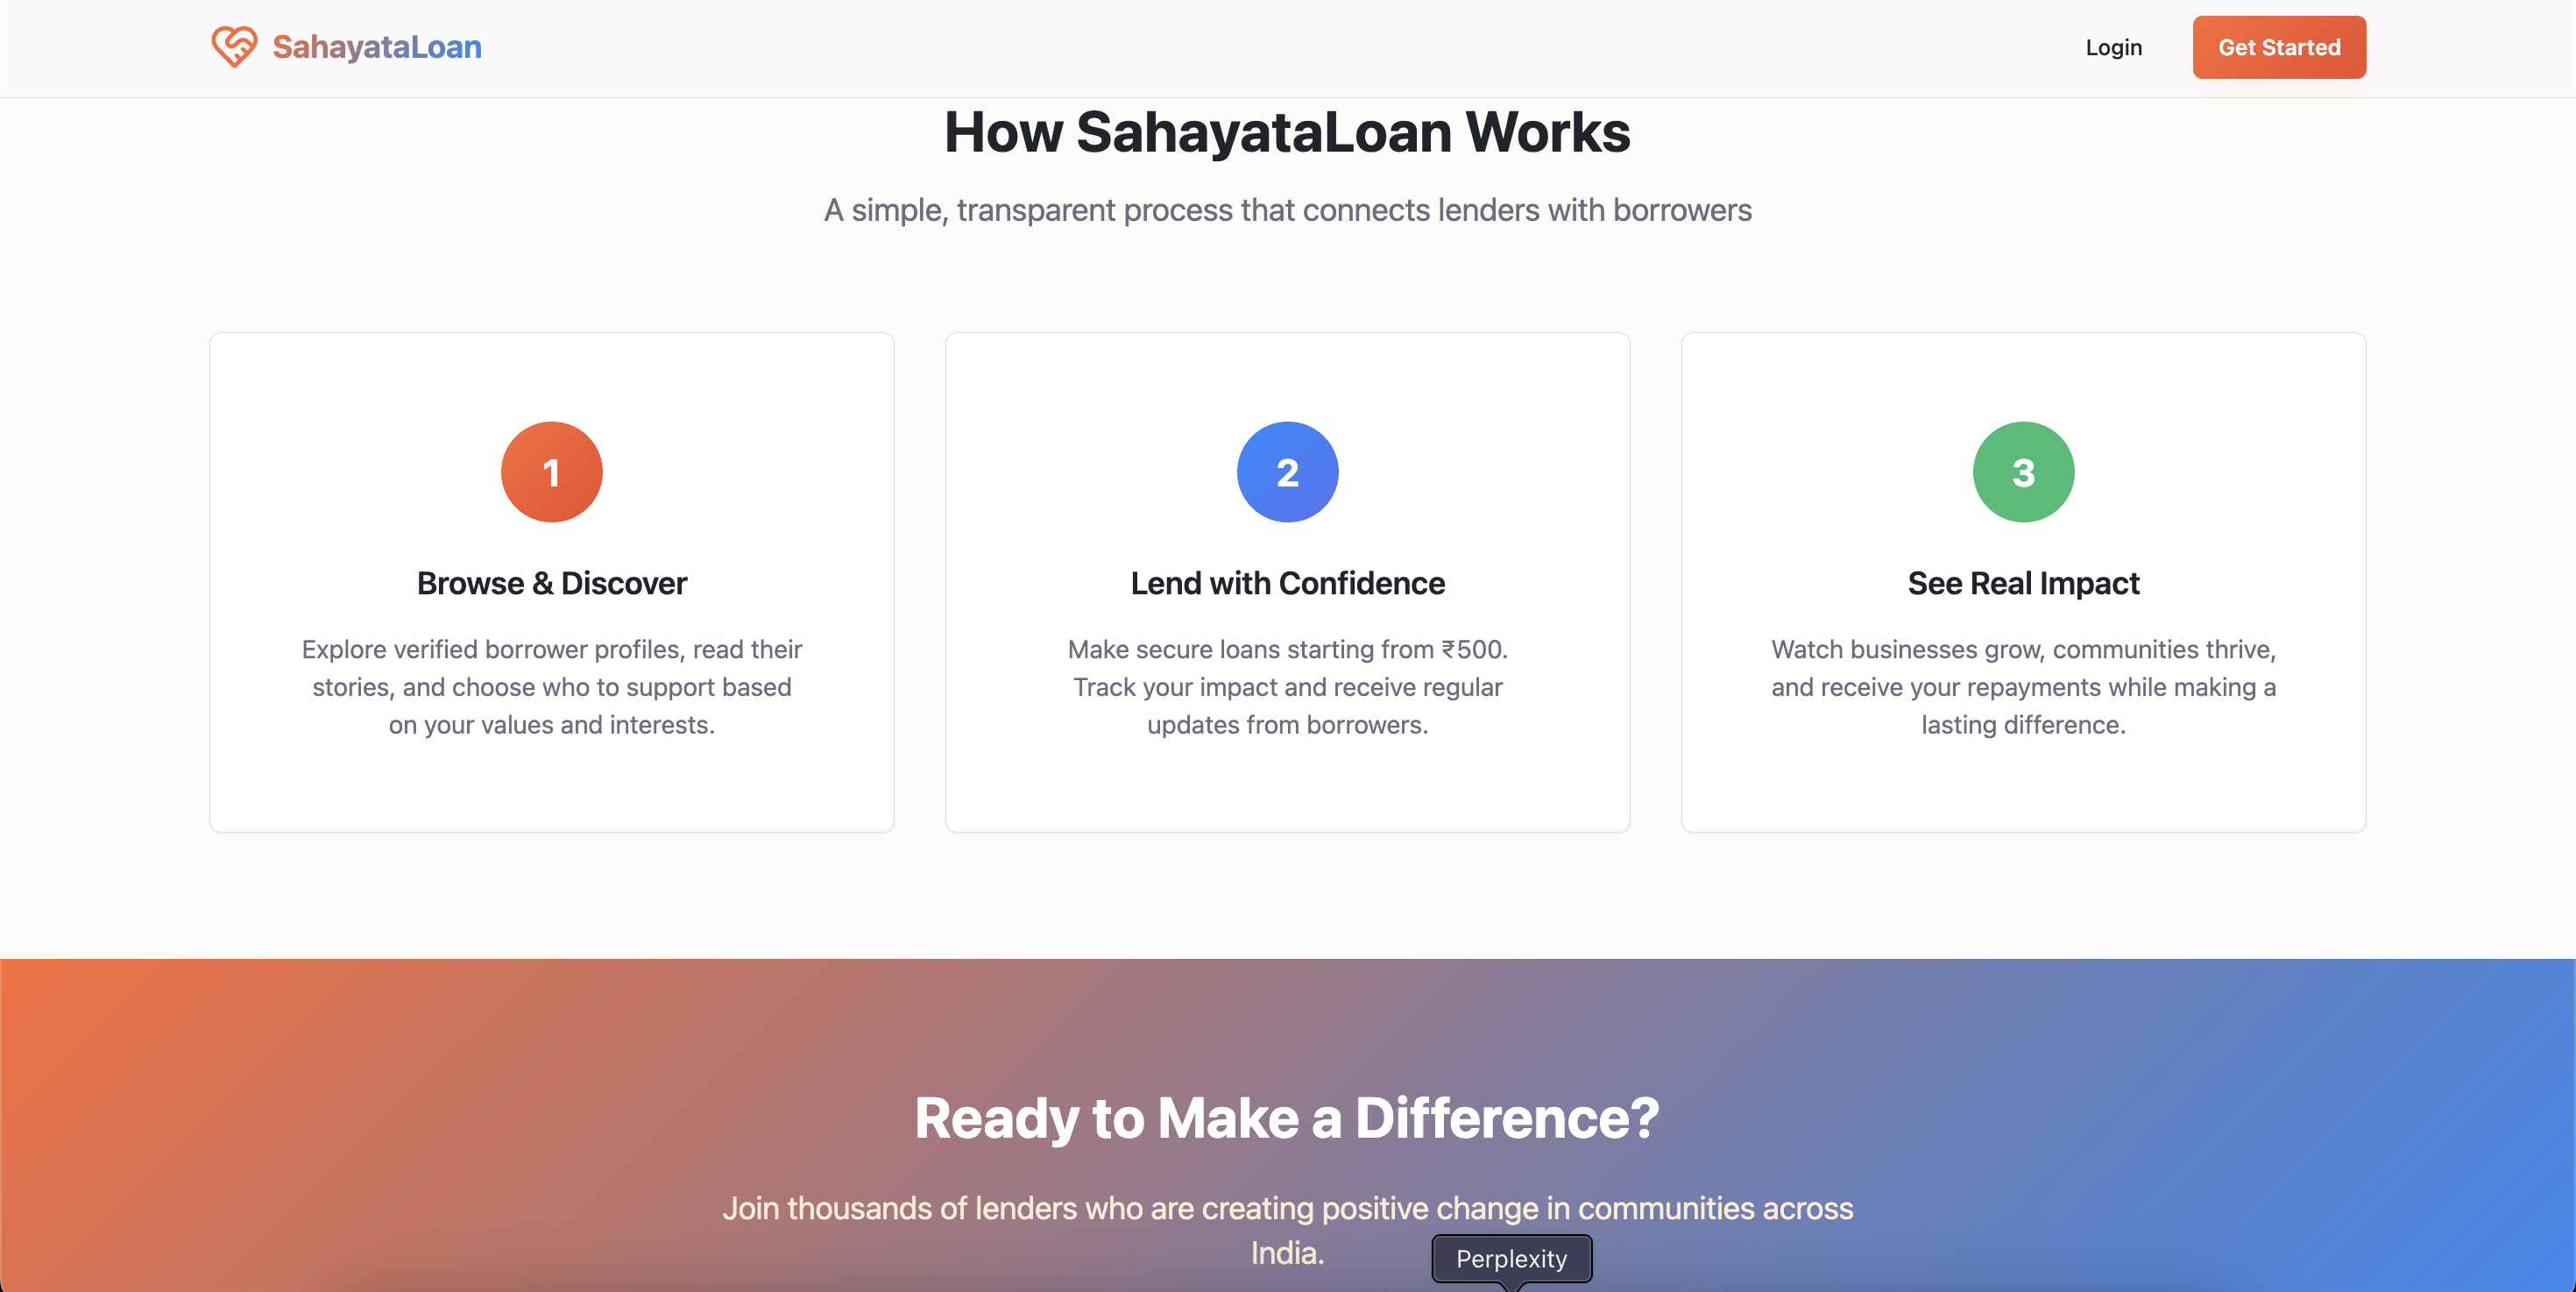 SahayataLoan
Login
Get Started
How SahayataLoan Works
A simple, transparent process that connects lenders with borrowers
1
Browse & Discover
Explore verified borrower profiles, read their
stories, and choose who to support based
on your values and interests.
2
Lend with Confidence
Make secure loans starting from ₹500.
Track your impact and receive regular
updates from borrowers.
3
See Real Impact
Watch businesses grow, communities thrive,
and receive your repayments while making a
lasting difference.
Ready to Make a Difference?
Join thousands of lenders who are creating positive change in communities across
India.
Perplexity